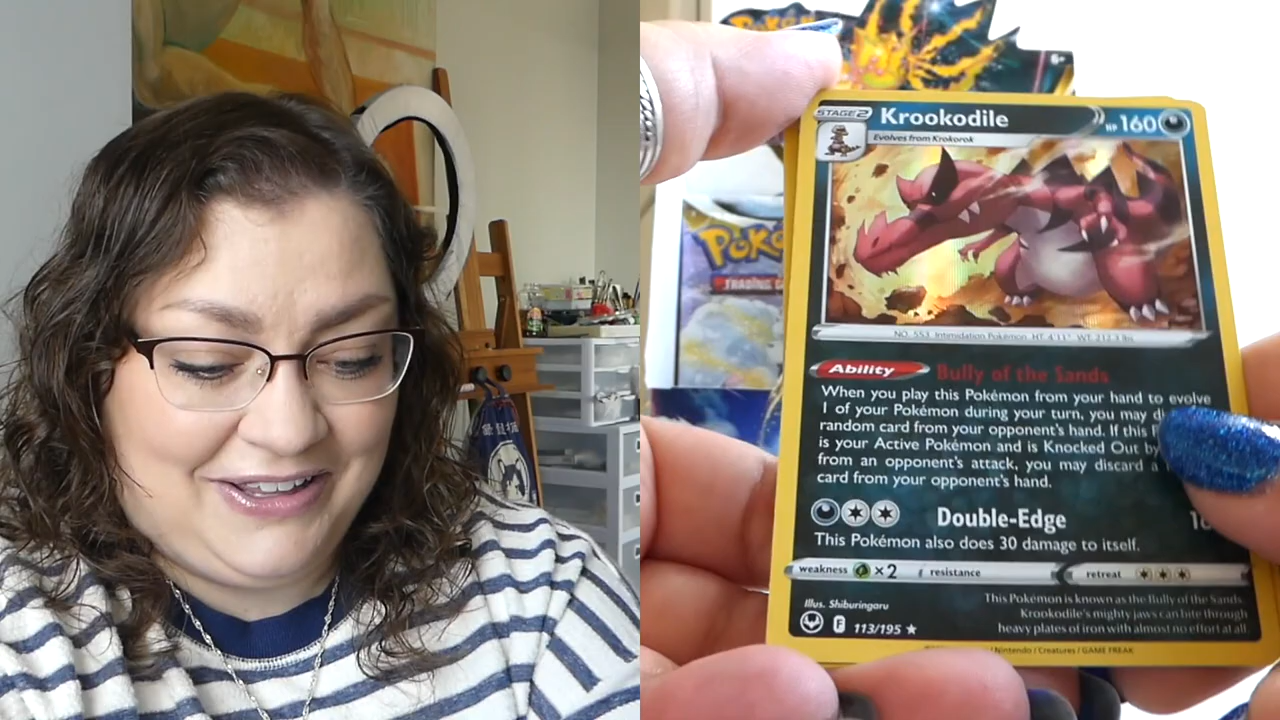 Poké
TRADING
STAGE 2
Krookodile
HP 160
Evolves from Krokorok
NO. 553 Intimidation Pokémon HT: 4'11" WT: 212.3 lbs.
Ability Bully of the Sands
When you play this Pokémon from your hand to evolve
1 of your Pokémon during your turn, you may
random card from your opponent's hand. If this
is your Active Pokémon and is Knocked Out by
from an opponent's attack, you may discard a
card from your opponent's hand.
Double-Edge
This Pokémon also does 30 damage to itself.
weakness ×2 resistance retreat
Illus. Shiburingaru
This Pokémon is known as the Bully of the Sands.
Krookodile's mighty jaws can bite through
heavy plates of iron with almost no effort at all.
F 113/195 ★
Nintendo / Creatures / GAME FREAK